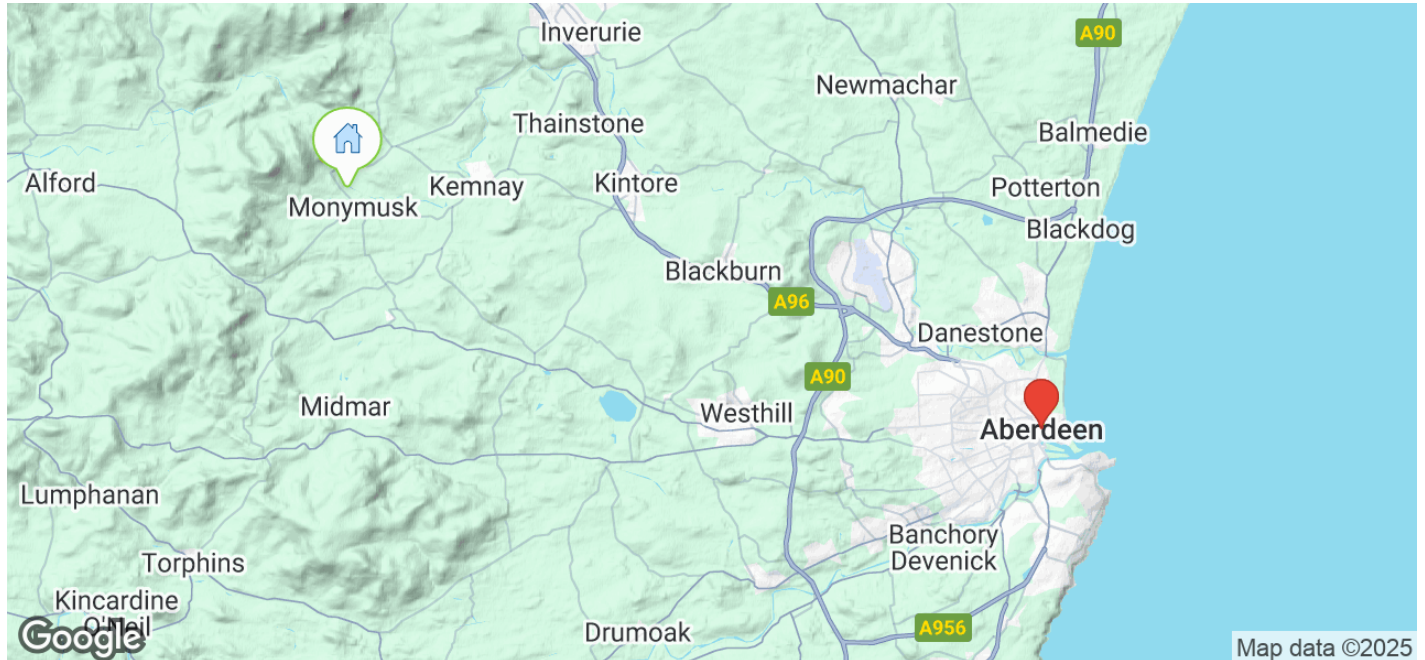 Inverurie
A90
Newmachar
Thainstone
Balmedie
Alford
Kemnay
Kintore
Potterton
Monymusk
Blackdog
Blackburn
A96
Danestone
A90
Midmar
Westhill
Aberdeen
Lumphanan
Banchory
Devenick
Torphins
Kincardine
O'Neil
Drumoak
A956
Google
Map data ©2025